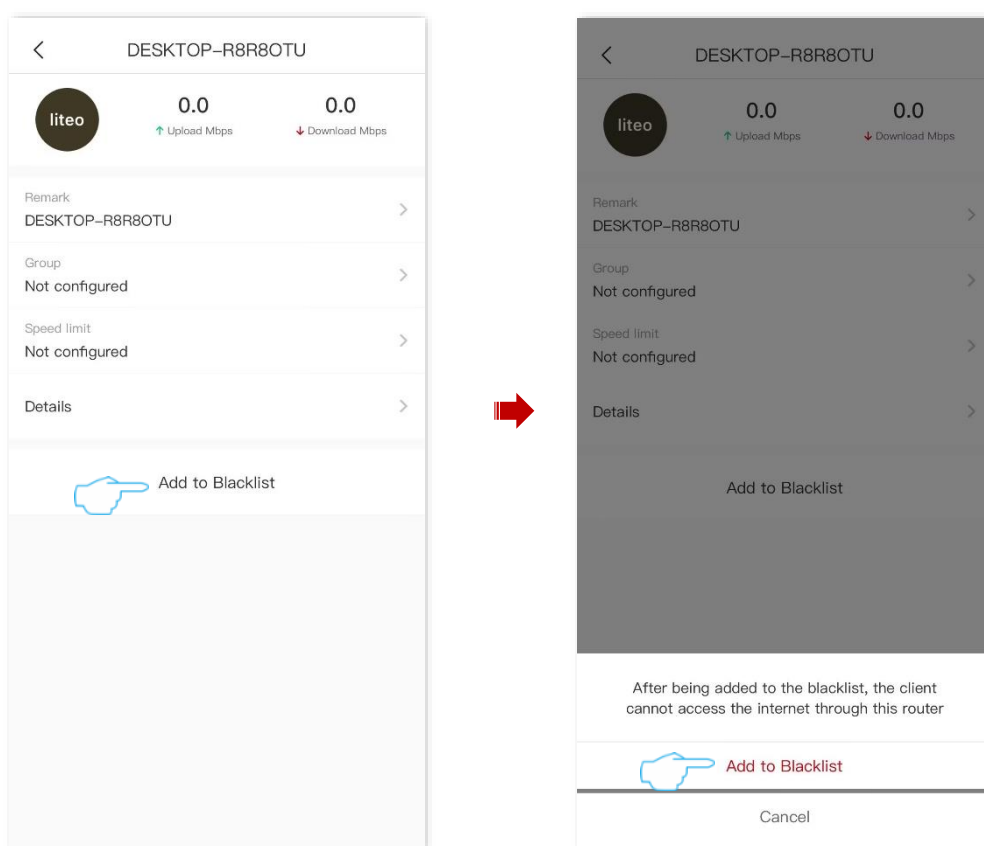 DESKTOP-R8R8OTU
liteo
0.0
0.0
↑ Upload Mbps
↓ Download Mbps
Remark
DESKTOP-R8R8OTU
Group
Not configured
Speed limit
Not configured
Details
Add to Blacklist
DESKTOP-R8R8OTU
liteo
0.0
0.0
↑ Upload Mbps
↓ Download Mbps
Remark
DESKTOP-R8R8OTU
Group
Not configured
Speed limit
Not configured
Details
Add to Blacklist
After being added to the blacklist, the client
cannot access the internet through this router
Add to Blacklist
Cancel